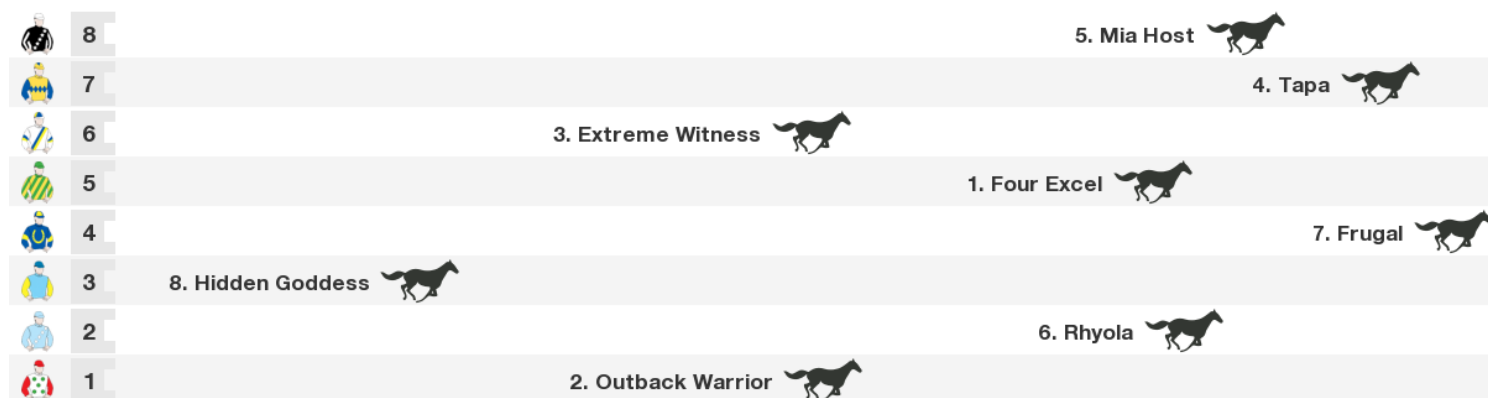 8 5. Mia Host
7 4. Tapa
6 3. Extreme Witness
5 1. Four Excel
4 7. Frugal
3 8. Hidden Goddess
2 6. Rhyola
1 2. Outback Warrior